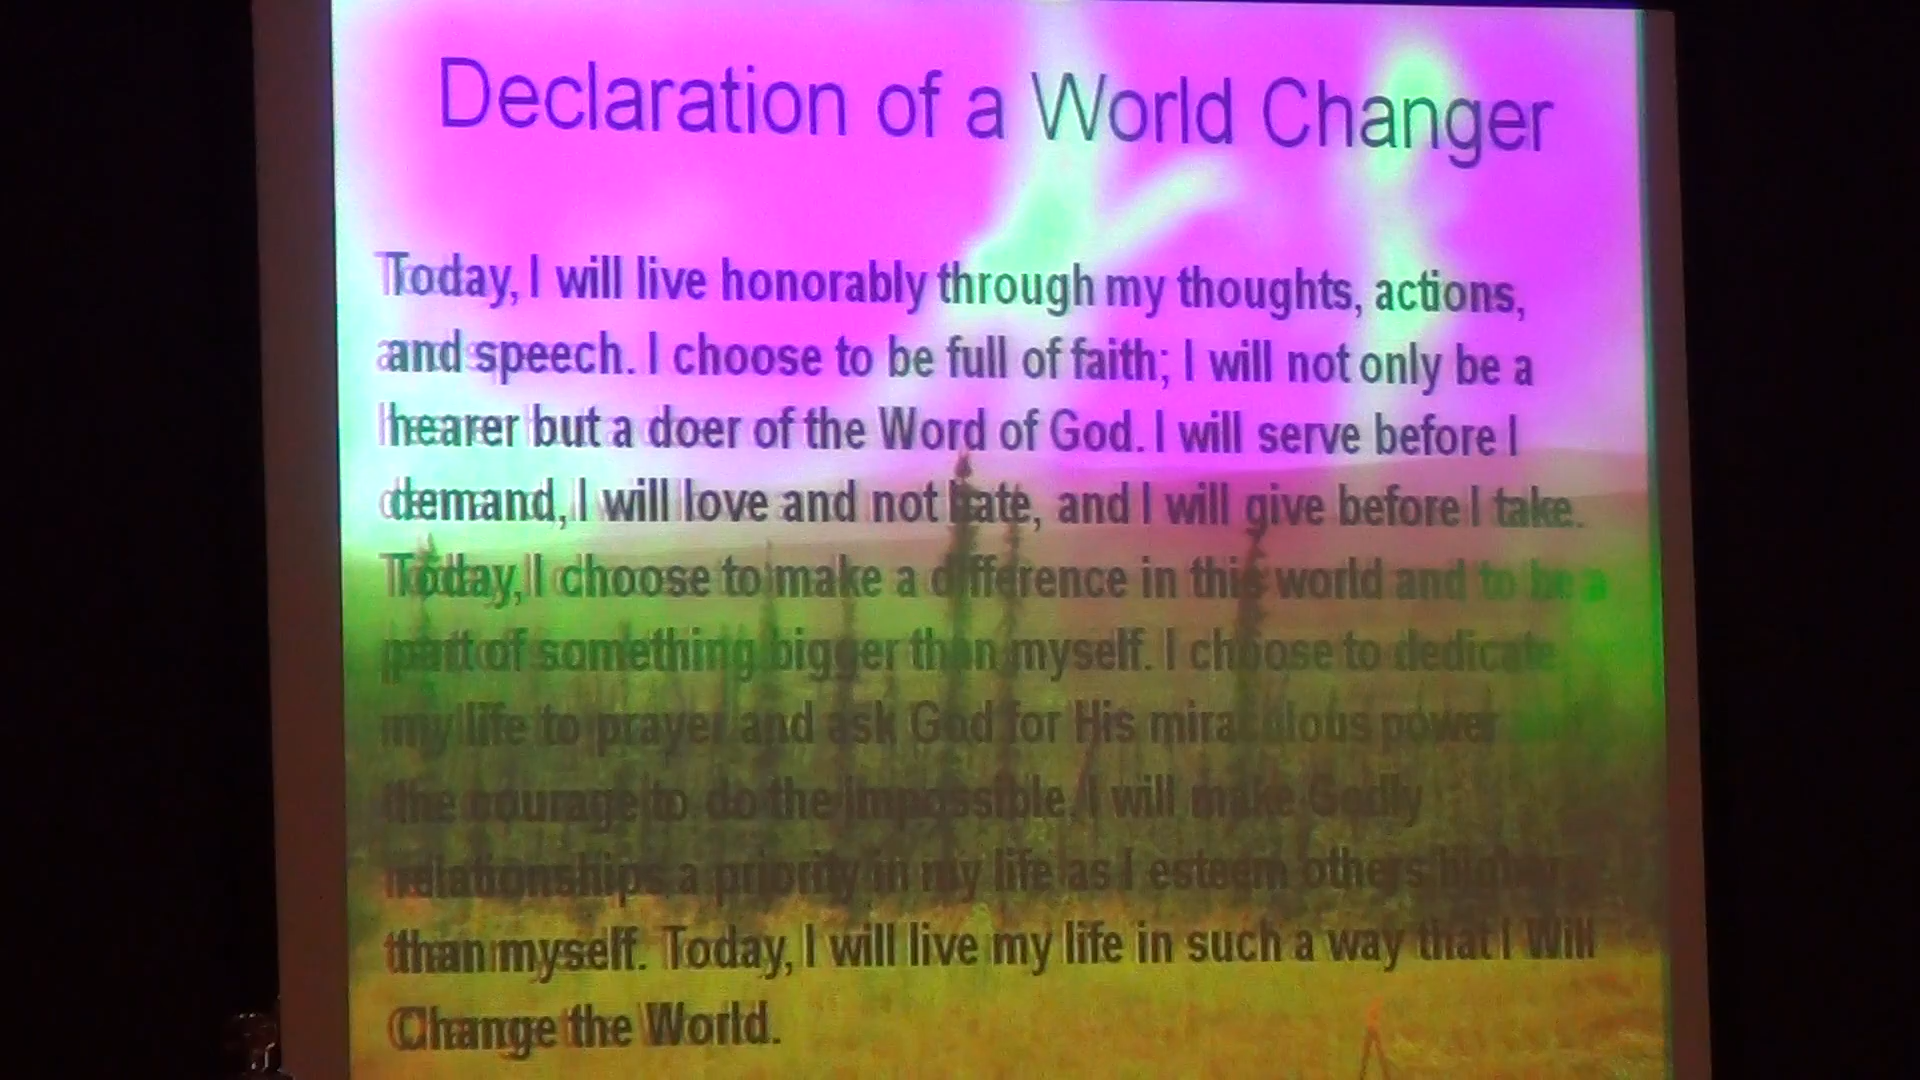 Declaration of a World Changer
Today, I will live honorably through my thoughts, actions,
and speech. I choose to be full of faith; I will not only be a
hearer but a doer of the Word of God. I will serve before I
demand, I will love and not hate, and I will give before I take.
Today, I choose to make a difference in this world and to be a
part of something bigger than myself. I choose to dedicate
my life to prayer and ask God for His miraculous power
the courage to do the impossible. I will make Godly
relationships a priority in my life as I esteem others higher
than myself. Today, I will live my life in such a way that I Will
Change the World.